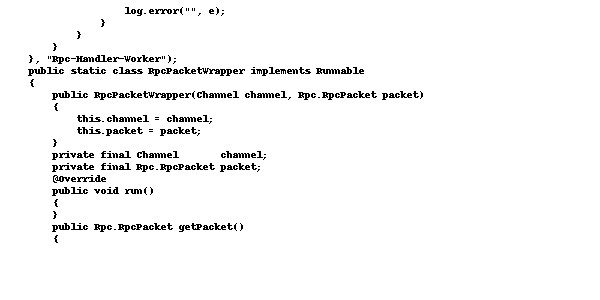 log.error("", e);
            }
        }
    }
}, "Rpc-Handler-Worker");
public static class RpcPacketWrapper implements Runnable
{
    public RpcPacketWrapper(Channel channel, Rpc.RpcPacket packet)
    {
        this.channel = channel;
        this.packet = packet;
    }
    private final Channel       channel;
    private final Rpc.RpcPacket packet;
    @Override
    public void run()
    {
    }
    public Rpc.RpcPacket getPacket()
    {